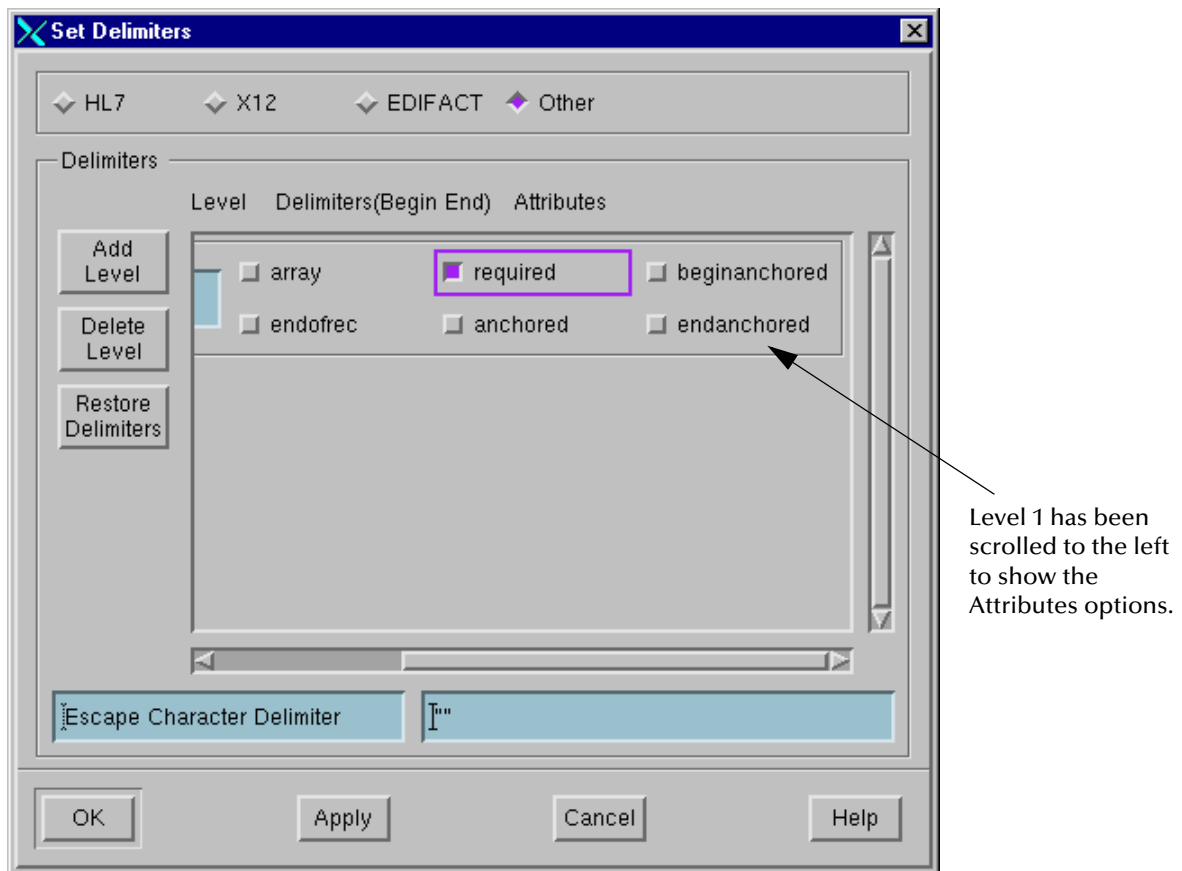 Set Delimiters
HL7 X12 EDIFACT Other
Delimiters
Level Delimiters(Begin End) Attributes
Add
Level
Delete
Level
Restore
Delimiters
array required beginanchored
endofrec anchored endanchored
Level 1 has been
scrolled to the left
to show the
Attributes options.
Escape Character Delimiter ""
OK Apply Cancel Help